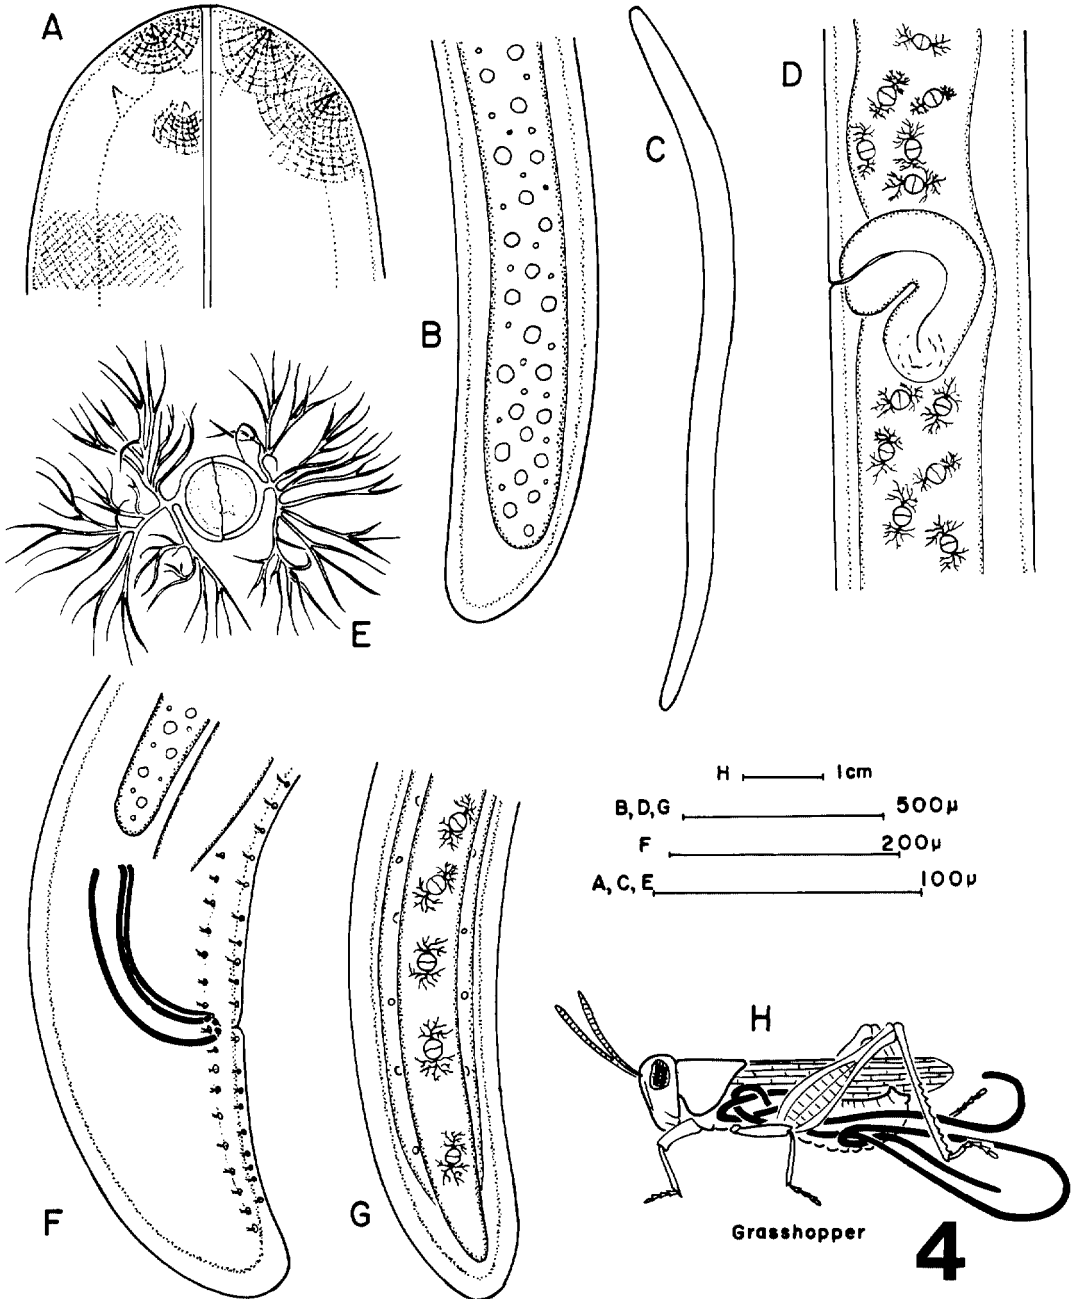 A
B
C
D
E
H 1cm
B, D, G 500µ
F 200µ
A, C, E 100µ
F
G
H
Grasshopper
4